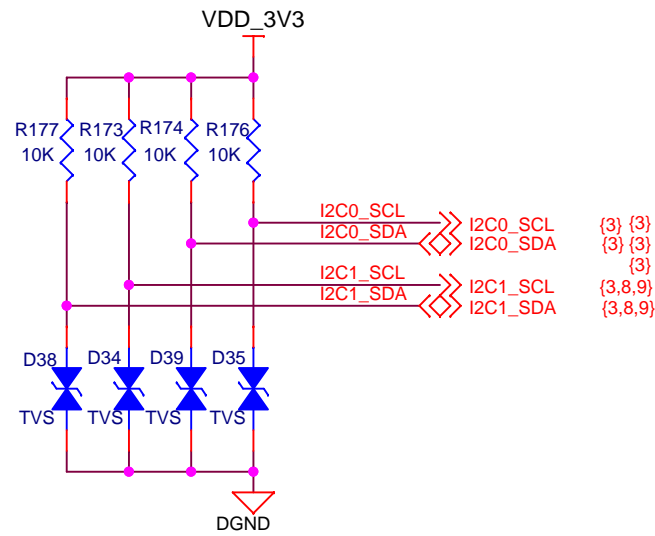 VDD_3V3
R177 R173 R174 R176
10K 10K 10K 10K
I2C0_SCL I2C0_SCL {3} {3}
I2C0_SDA I2C0_SDA {3} {3}
{3}
I2C1_SCL I2C1_SCL {3,8,9}
I2C1_SDA I2C1_SDA {3,8,9}
D38 D34 D39 D35
TVS TVS TVS TVS
DGND